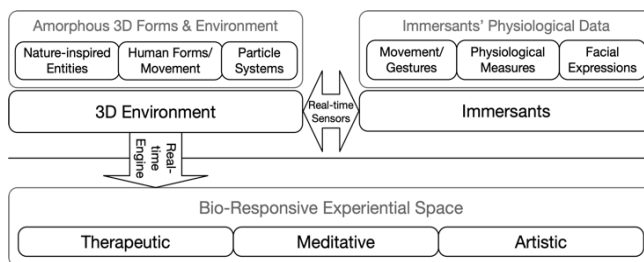 Amorphous 3D Forms & Environment
Nature-inspired
Entities
Human Forms/
Movement
Particle
Systems
3D Environment
Immersants' Physiological Data
Movement/
Gestures
Physiological
Measures
Facial
Expressions
Immersants
Real-time
Sensors
Real-
time
Engine
Bio-Responsive Experiential Space
Therapeutic
Meditative
Artistic